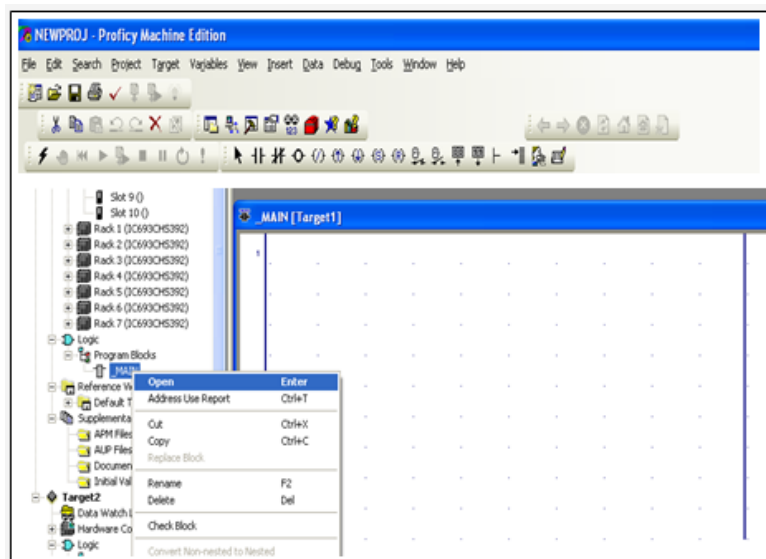 NEWPROJ - Proficy Machine Edition
File Edit Search Project Target Variables View Insert Data Debug Tools Window Help
Slot 9 ()
Slot 10 ()
Rack 1 (IC693CHS392)
Rack 2 (IC693CHS392)
Rack 3 (IC693CHS392)
Rack 4 (IC693CHS392)
Rack 5 (IC693CHS392)
Rack 6 (IC693CHS392)
Rack 7 (IC693CHS392)
Logic
Program Blocks
_MAIN
Reference Vi
Default T
Supplementa
APM Files
AUP Files
Documen
Initial Val
Target2
Data Watch L
Hardware Co
Logic
Open Enter
Address Use Report Ctrl+T
Cut Ctrl+X
Copy Ctrl+C
Replace Block
Rename F2
Delete Del
Check Block
Convert Non-nested to Nested
_MAIN [Target1]
1